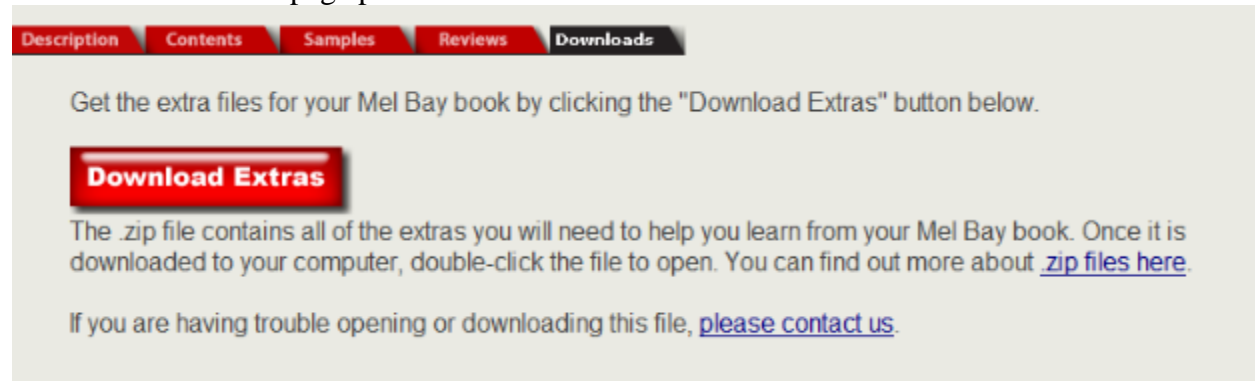 Description Contents Samples Reviews Downloads
Get the extra files for your Mel Bay book by clicking the "Download Extras" button below.
Download Extras
The .zip file contains all of the extras you will need to help you learn from your Mel Bay book. Once it is
downloaded to your computer, double-click the file to open. You can find out more about .zip files here.
If you are having trouble opening or downloading this file, please contact us.